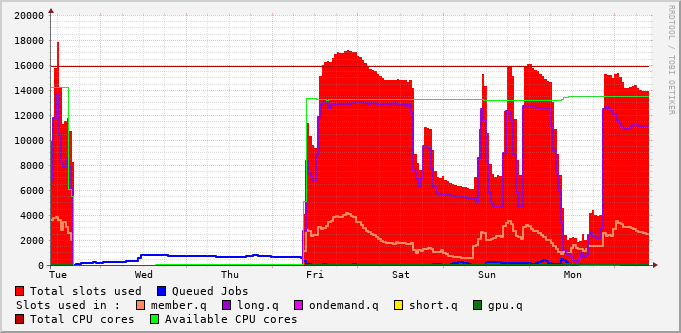 RRDTOOL / TOBI OETIKER
20000
18000
16000
14000
12000
10000
8000
6000
4000
2000
0
Tue Wed Thu Fri Sat Sun Mon
Total slots used Queued Jobs
Slots used in : member.q long.q ondemand.q short.q gpu.q
Total CPU cores Available CPU cores